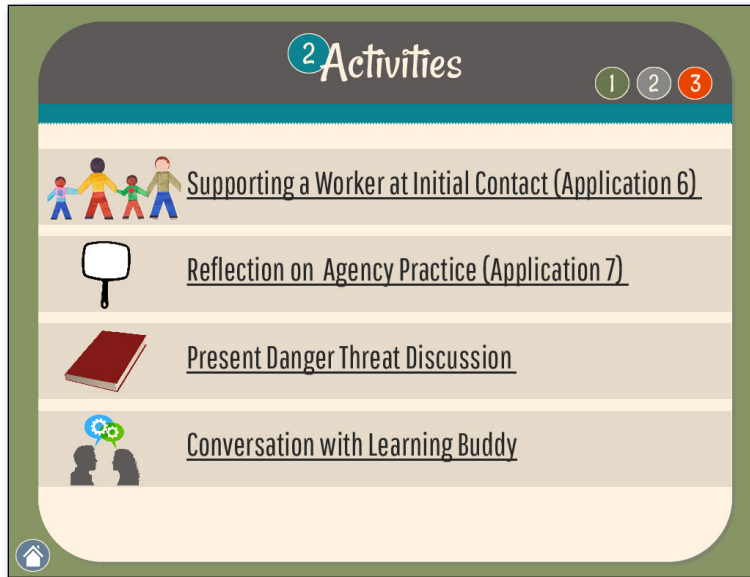 2 Activities
1 2 3
Supporting a Worker at Initial Contact (Application 6)
Reflection on Agency Practice (Application 7)
Present Danger Threat Discussion
Conversation with Learning Buddy